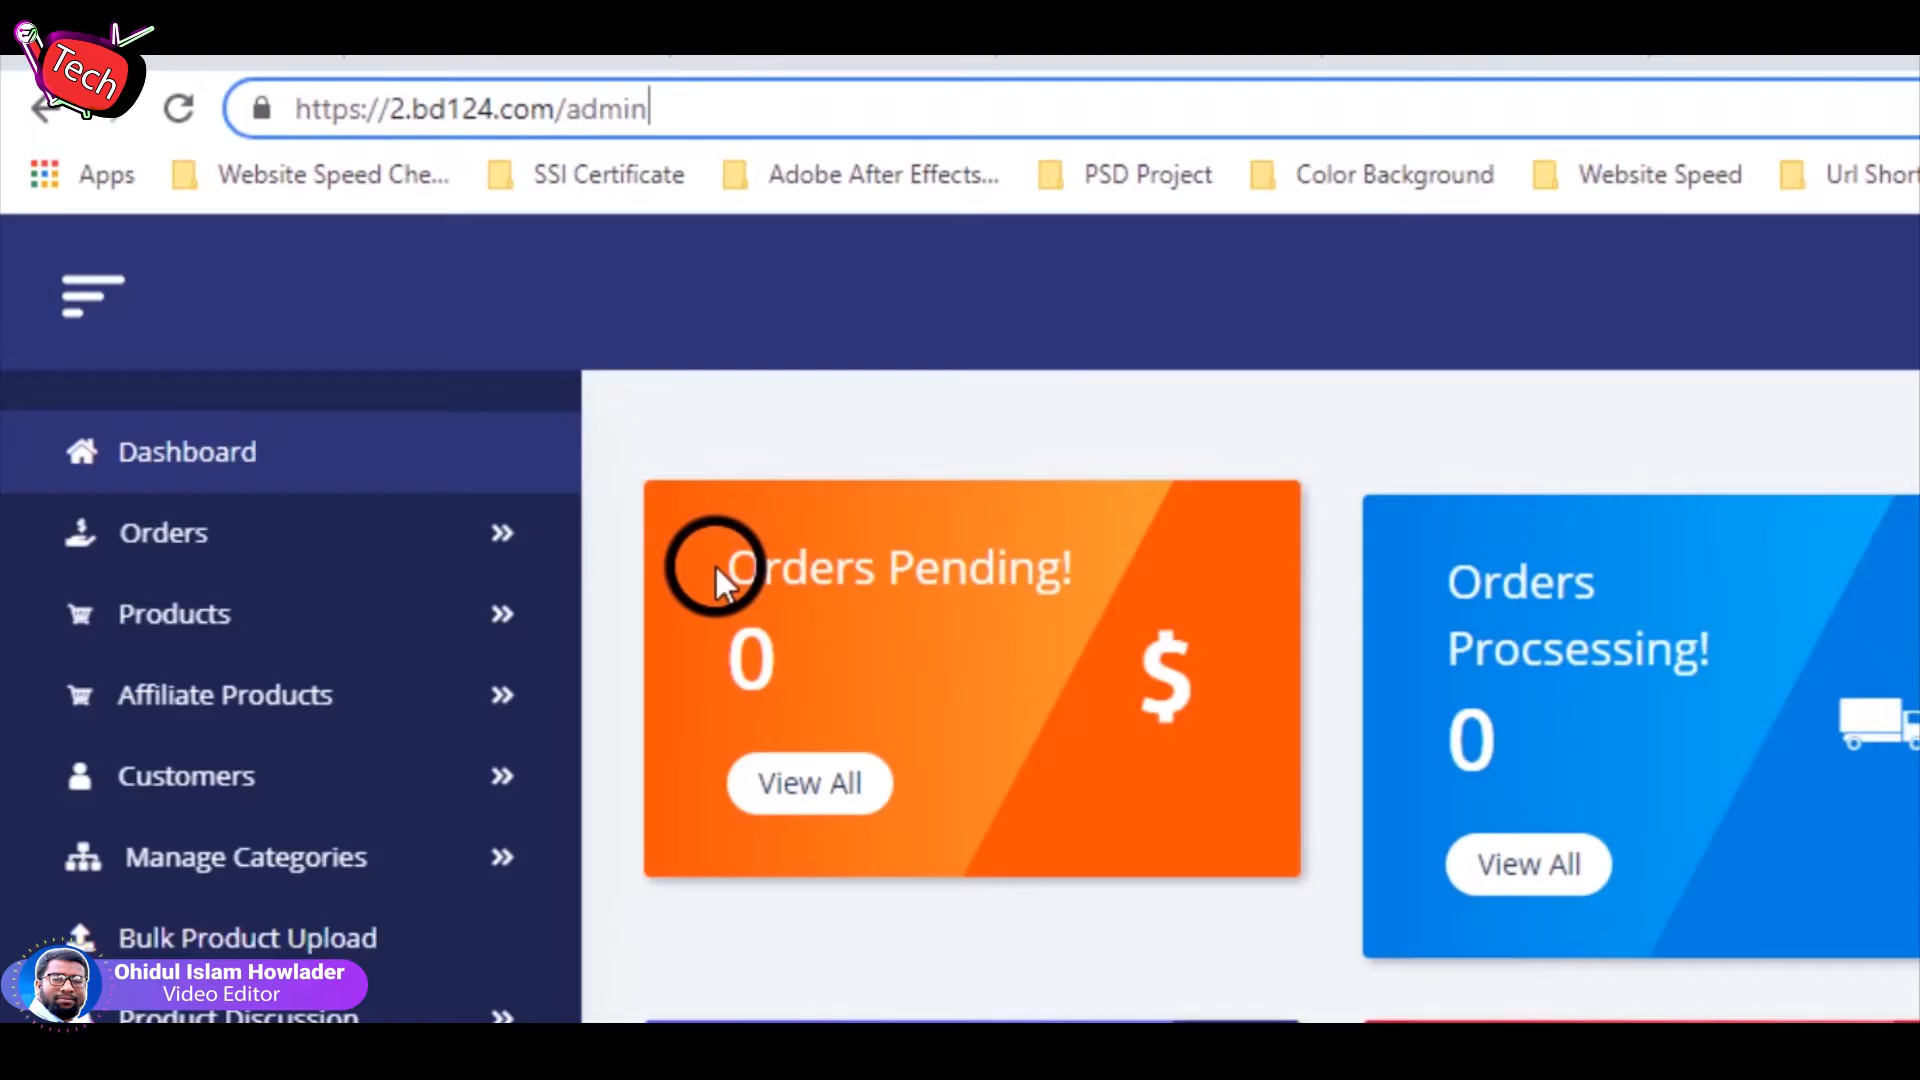 Tech
https://2.bd124.com/admin
Apps
Website Speed Che...
SSI Certificate
Adobe After Effects...
PSD Project
Color Background
Website Speed
Url Short
Dashboard
Orders
Products
Affiliate Products
Customers
Manage Categories
Bulk Product Upload
Product Discussion
Orders Pending!
0
$
View All
Orders
Procsessing!
0
View All
Ohidul Islam Howlader
Video Editor